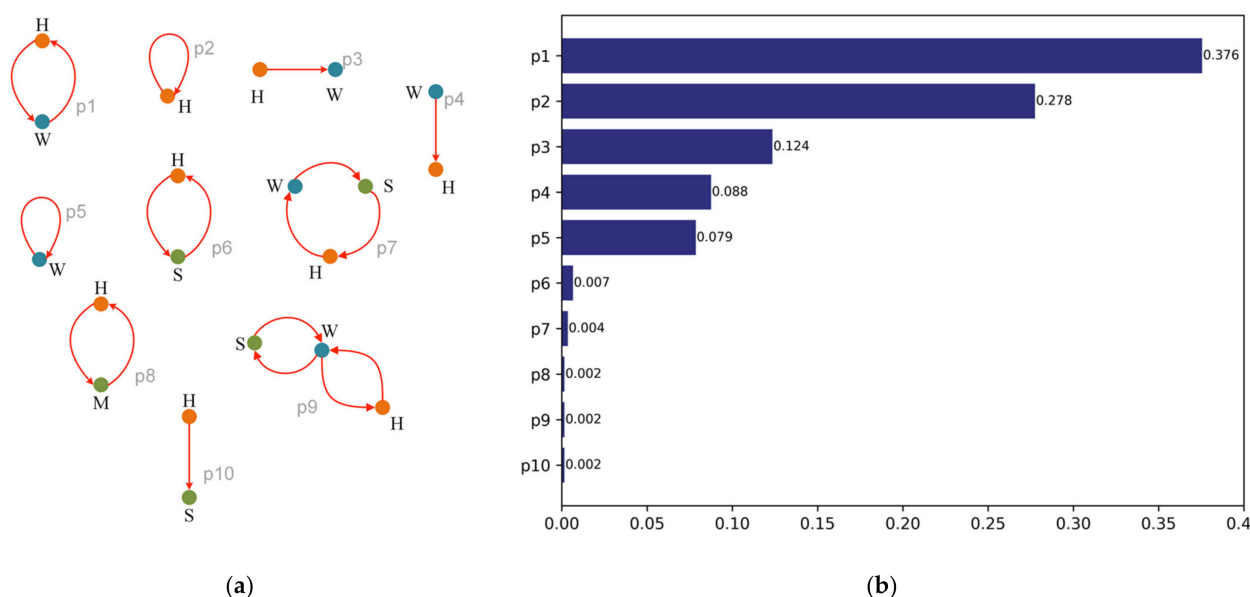 H
p1
W
p2
H
p3
H
W
W
p4
H
p5
W
H
p6
S
W
S
p7
H
H
p8
M
S
W
p9
H
H
p10
S
(a)
p1
0.376
p2
0.278
p3
0.124
p4
0.088
p5
0.079
p6
0.007
p7
0.004
p8
0.002
p9
0.002
p10
0.002
0.00 0.05 0.10 0.15 0.20 0.25 0.30 0.35 0.4
(b)